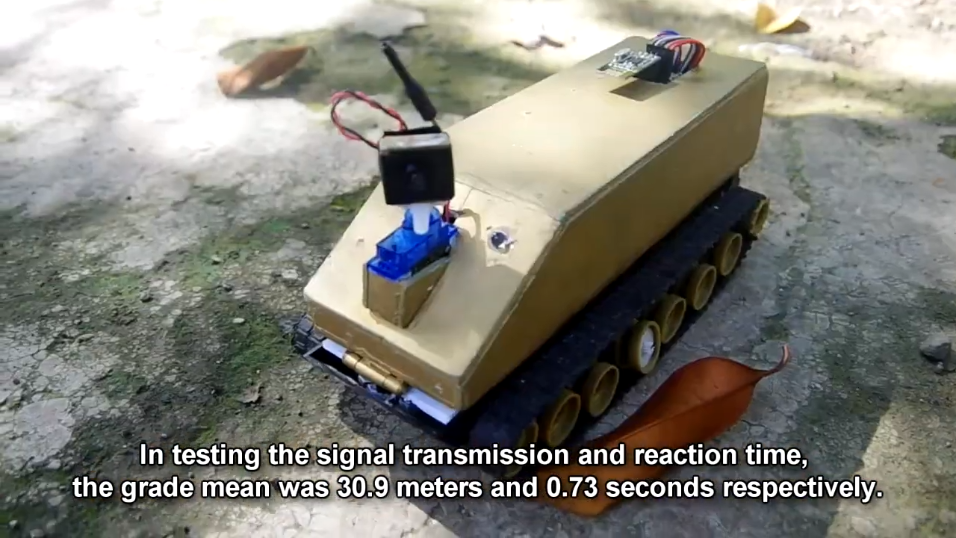 In testing the signal transmission and reaction time,
the grade mean was 30.9 meters and 0.73 seconds respectively.